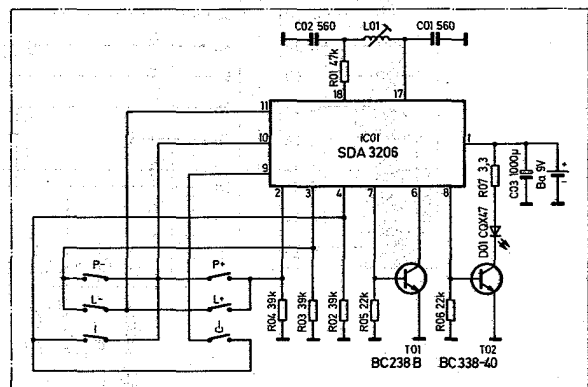 C02 560
L01
C01 560
R01 47k
18
17
11
10
9
IC01
SDA 3206
1
2
3
4
7
6
8
R07 3,3
C03 1000µ
Ba 9V
+
-
D01 CQX47
P-
P+
L-
L+
i
R04 39k
R03 39k
R02 39k
R05 22k
R06 22k
T01
BC238B
T02
BC338-40